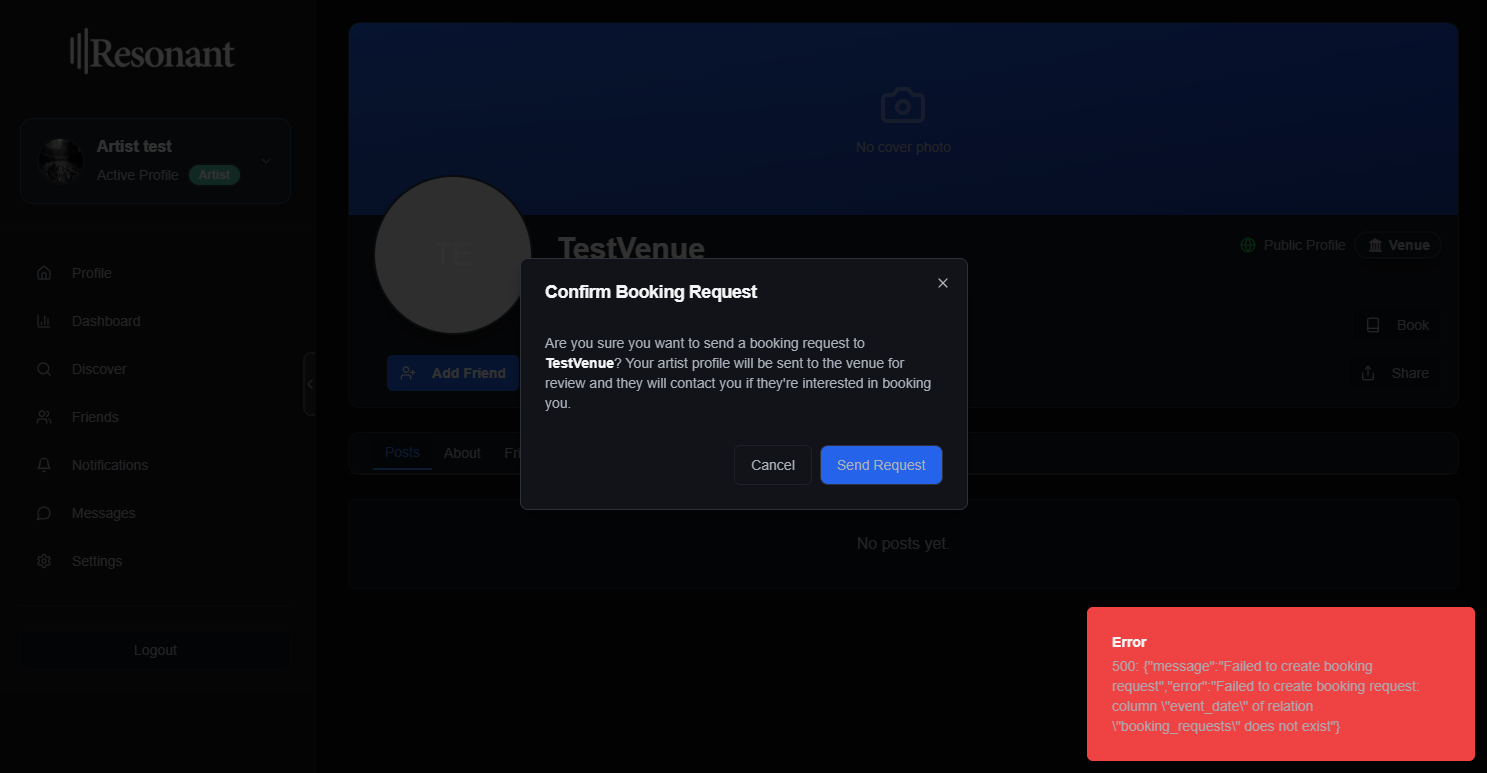 Resonant
Artist test
Active Profile Artist
Profile
Dashboard
Discover
Friends
Notifications
Messages
Settings
Logout
No cover photo
TE
TestVenue
Public Profile Venue
Book
Add Friend
Share
Posts About Fri
No posts yet.
Confirm Booking Request
Are you sure you want to send a booking request to
TestVenue? Your artist profile will be sent to the venue for
review and they will contact you if they're interested in booking
you.
Cancel Send Request
Error
500: {"message":"Failed to create booking
request","error":"Failed to create booking request:
column \"event_date\" of relation
\"booking_requests\" does not exist"}